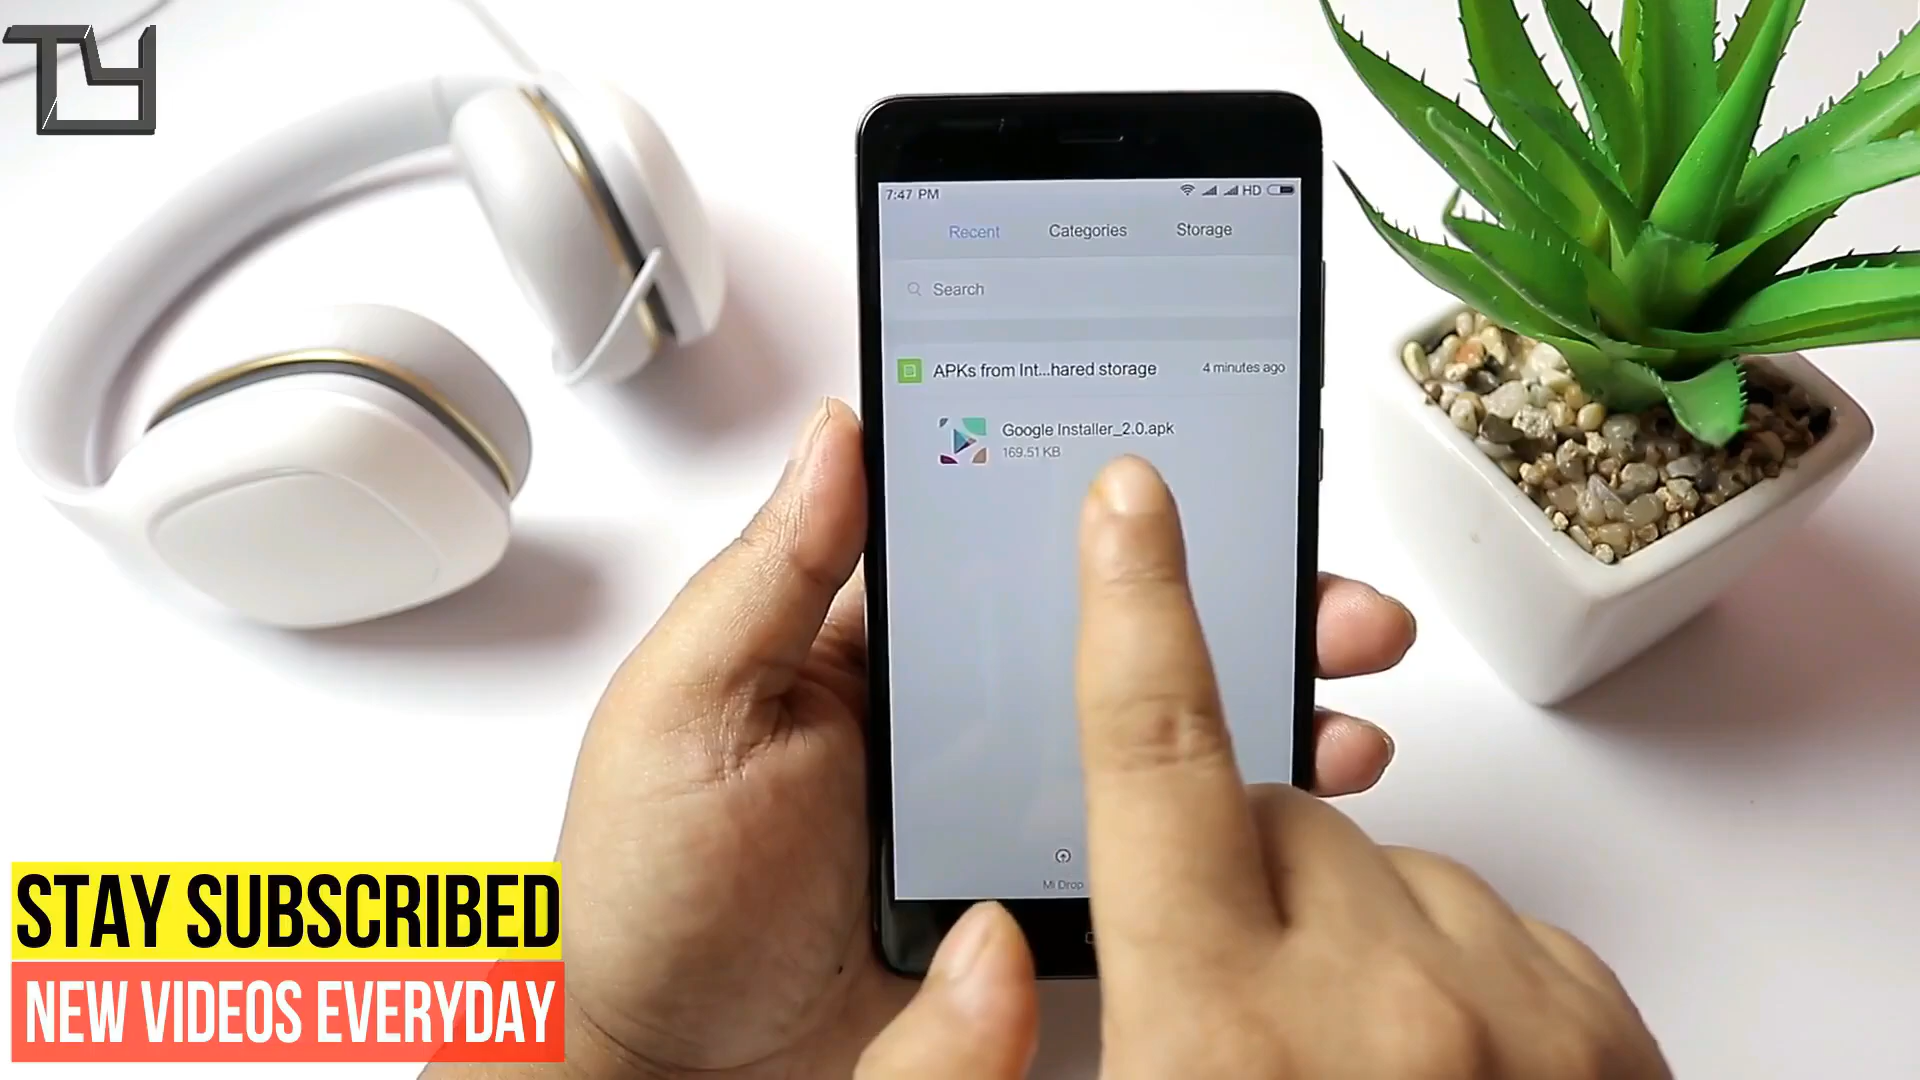 TY
7:47 PM HD
Recent Categories Storage
Search
APKs from Int...hared storage 4 minutes ago
Google Installer_2.0.apk
169.51 KB
Mi Drop
STAY SUBSCRIBED
NEW VIDEOS EVERYDAY